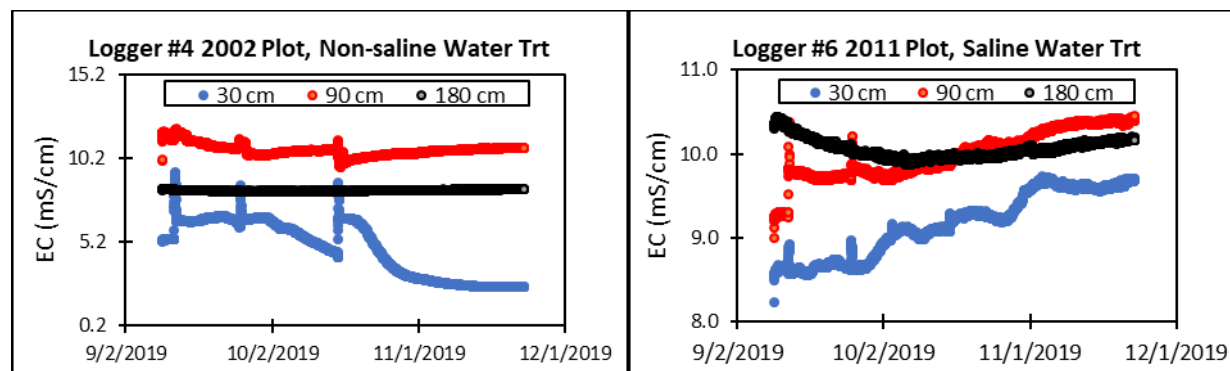 Logger #4 2002 Plot, Non-saline Water Trt
15.2
30 cm 90 cm 180 cm
10.2
EC (mS/cm)
5.2
0.2
9/2/2019 10/2/2019 11/1/2019 12/1/2019
Logger #6 2011 Plot, Saline Water Trt
11.0
30 cm 90 cm 180 cm
10.0
EC (mS/cm)
9.0
8.0
9/2/2019 10/2/2019 11/1/2019 12/1/2019